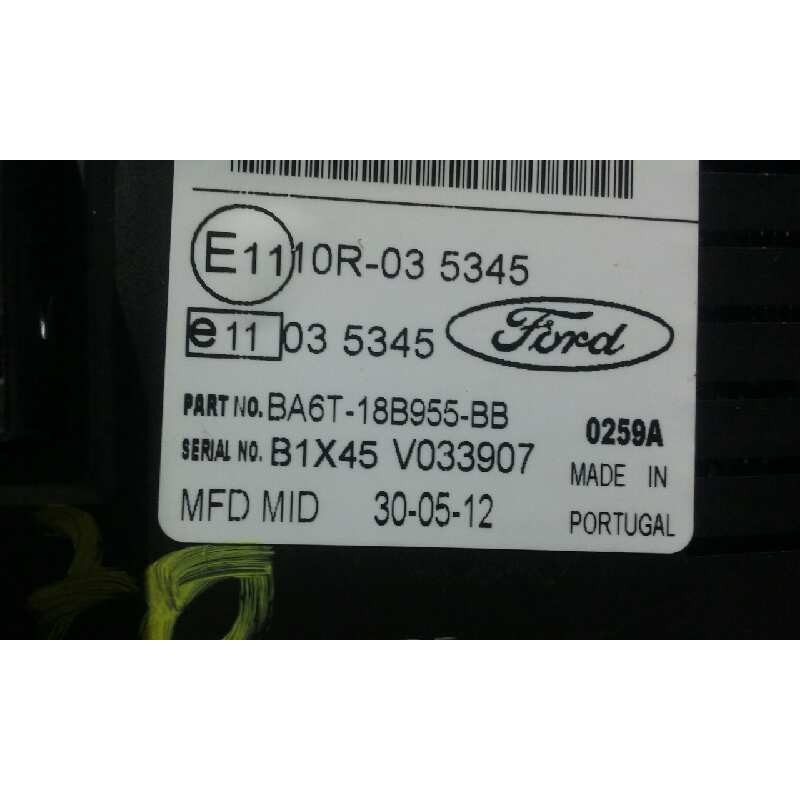 E11 10R-03 5345
e11 03 5345 Ford
PART NO. BA6T-18B955-BB 0259A
SERIAL NO. B1X45 V033907 MADE IN
MFD MID 30-05-12 PORTUGAL